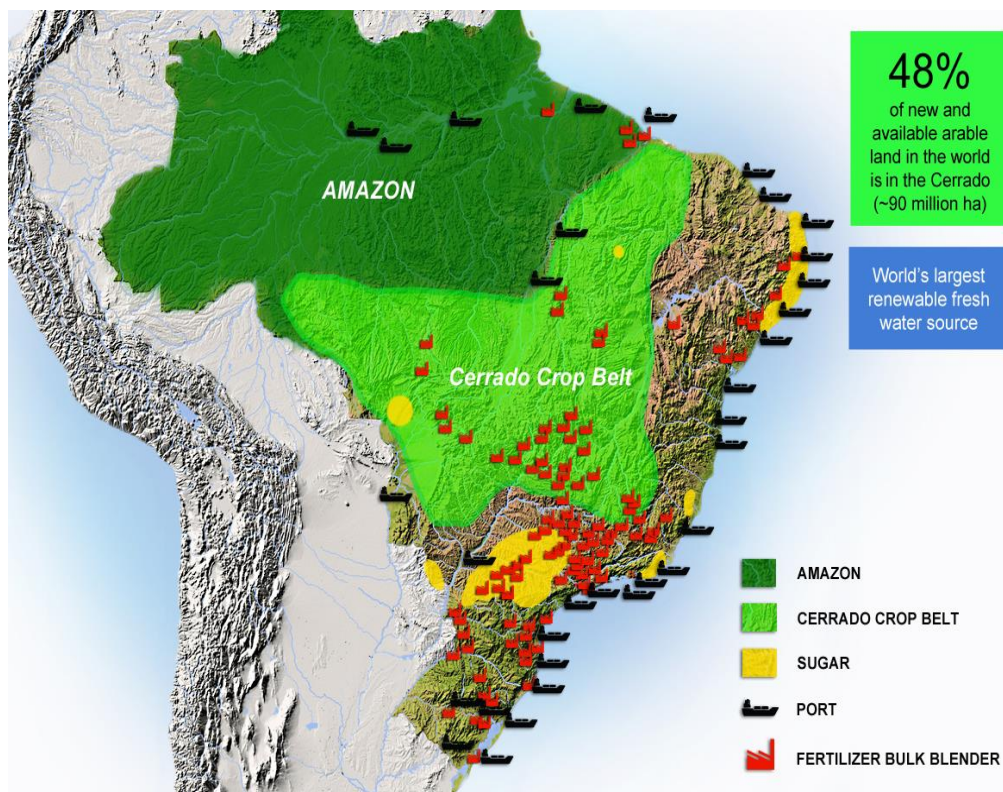 48%
of new and
available arable
land in the world
is in the Cerrado
(~90 million ha)
AMAZON
World's largest
renewable fresh
water source
Cerrado Crop Belt
AMAZON
CERRADO CROP BELT
SUGAR
PORT
FERTILIZER BULK BLENDER